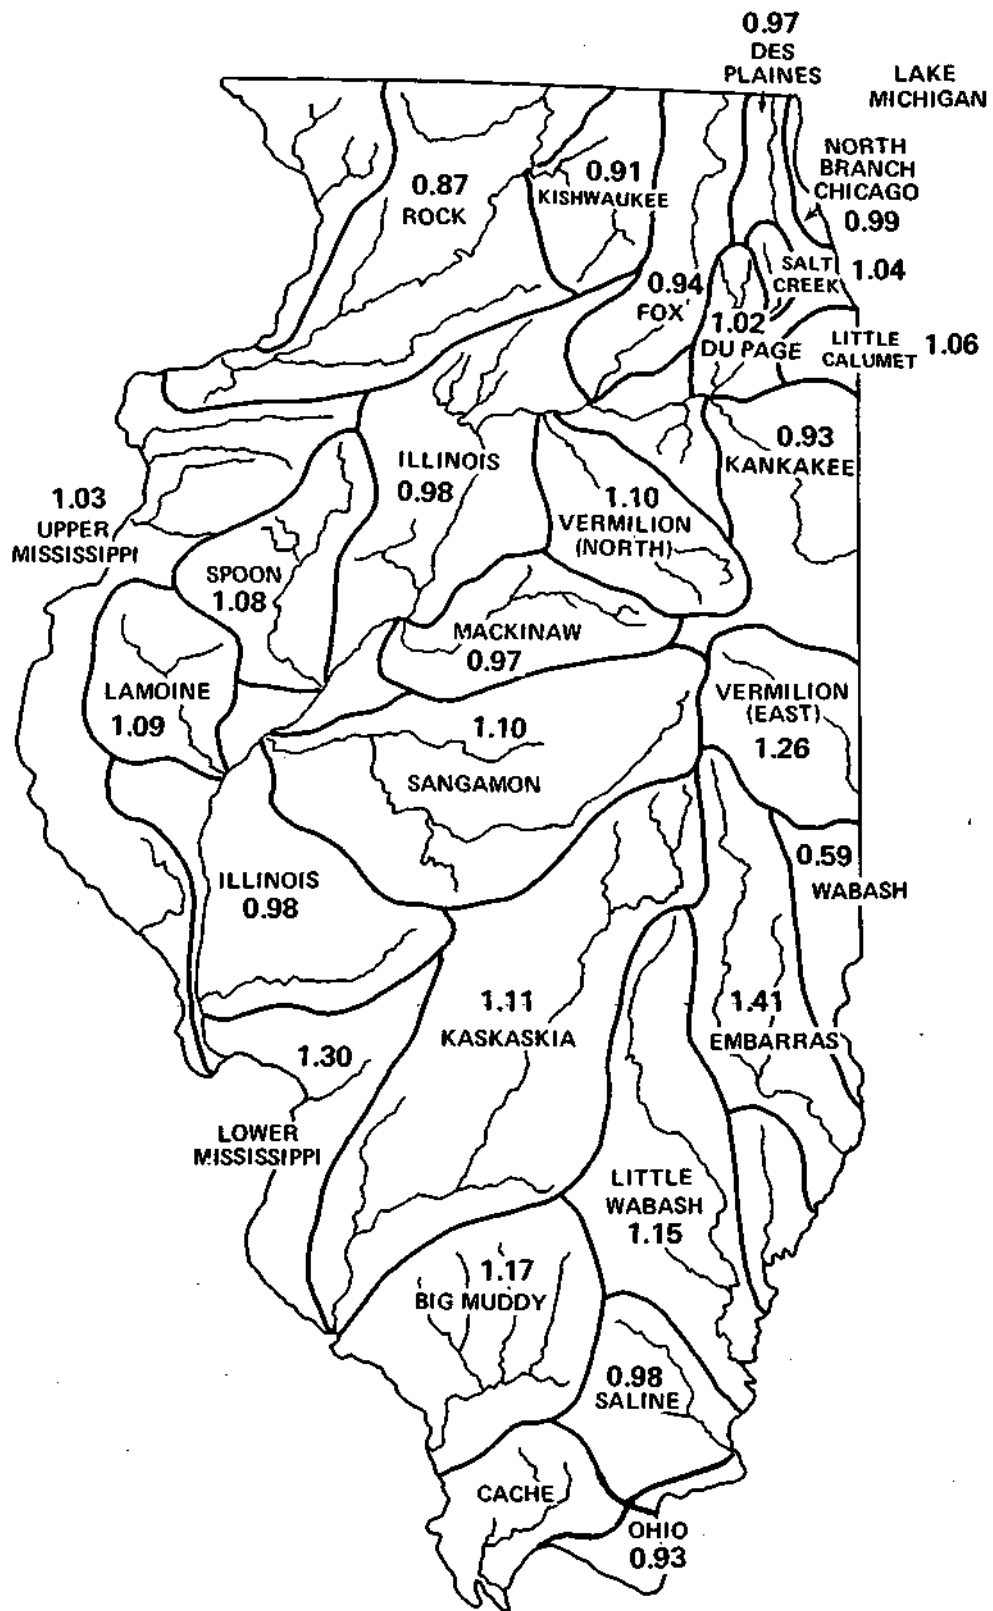 0.97
DES
PLAINES
LAKE
MICHIGAN
NORTH
BRANCH
CHICAGO
0.99
0.87
ROCK
0.91
KISHWAUKEE
0.94
FOX
SALT
CREEK
1.04
1.02
DU PAGE
LITTLE
CALUMET
1.06
0.93
KANKAKEE
ILLINOIS
0.98
1.10
VERMILION
(NORTH)
1.03
UPPER
MISSISSIPPI
SPOON
1.08
MACKINAW
0.97
LAMOINE
1.09
VERMILION
(EAST)
1.26
1.10
SANGAMON
0.59
WABASH
ILLINOIS
0.98
1.11
KASKASKIA
1.41
EMBARRAS
1.30
LOWER
MISSISSIPPI
LITTLE
WABASH
1.15
1.17
BIG MUDDY
0.98
SALINE
CACHE
OHIO
0.93